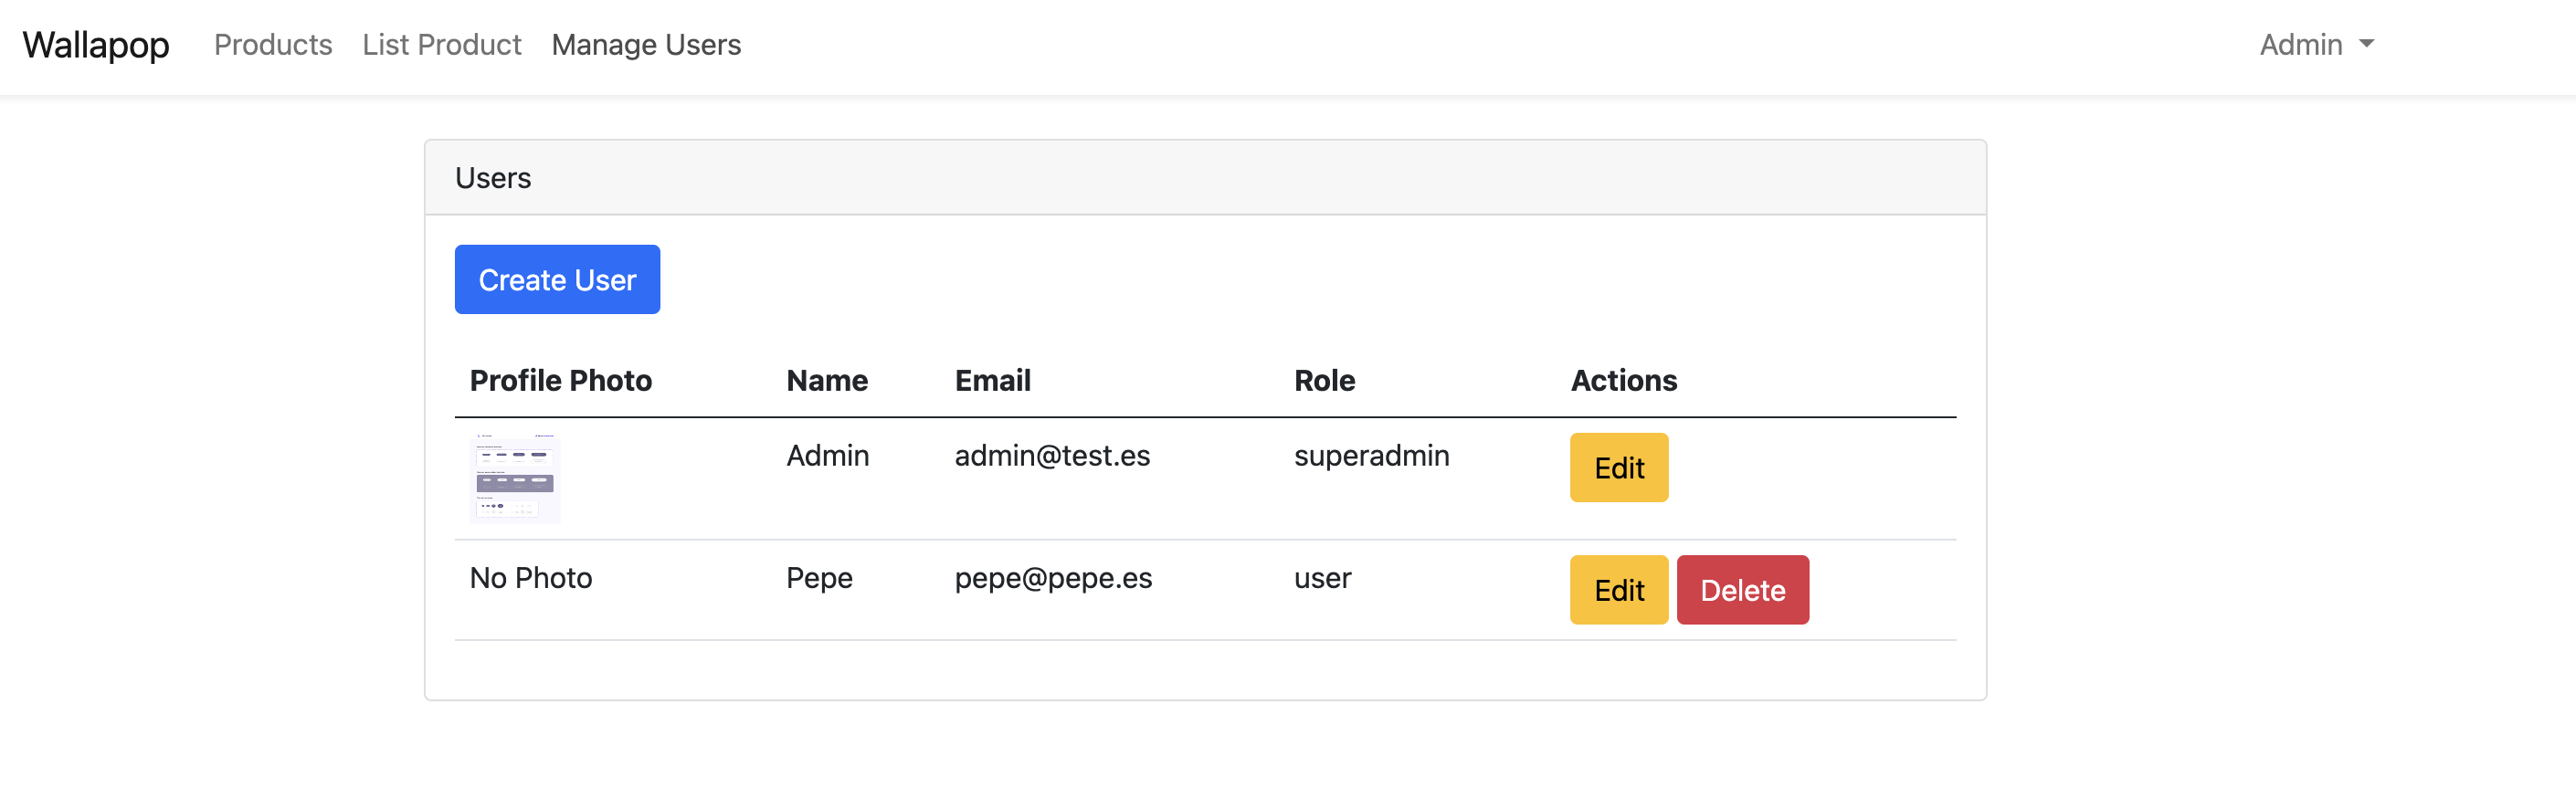 Wallapop Products List Product Manage Users Admin
Users
Create User
Profile Photo Name Email Role Actions
Admin admin@test.es superadmin Edit
No Photo Pepe pepe@pepe.es user Edit Delete